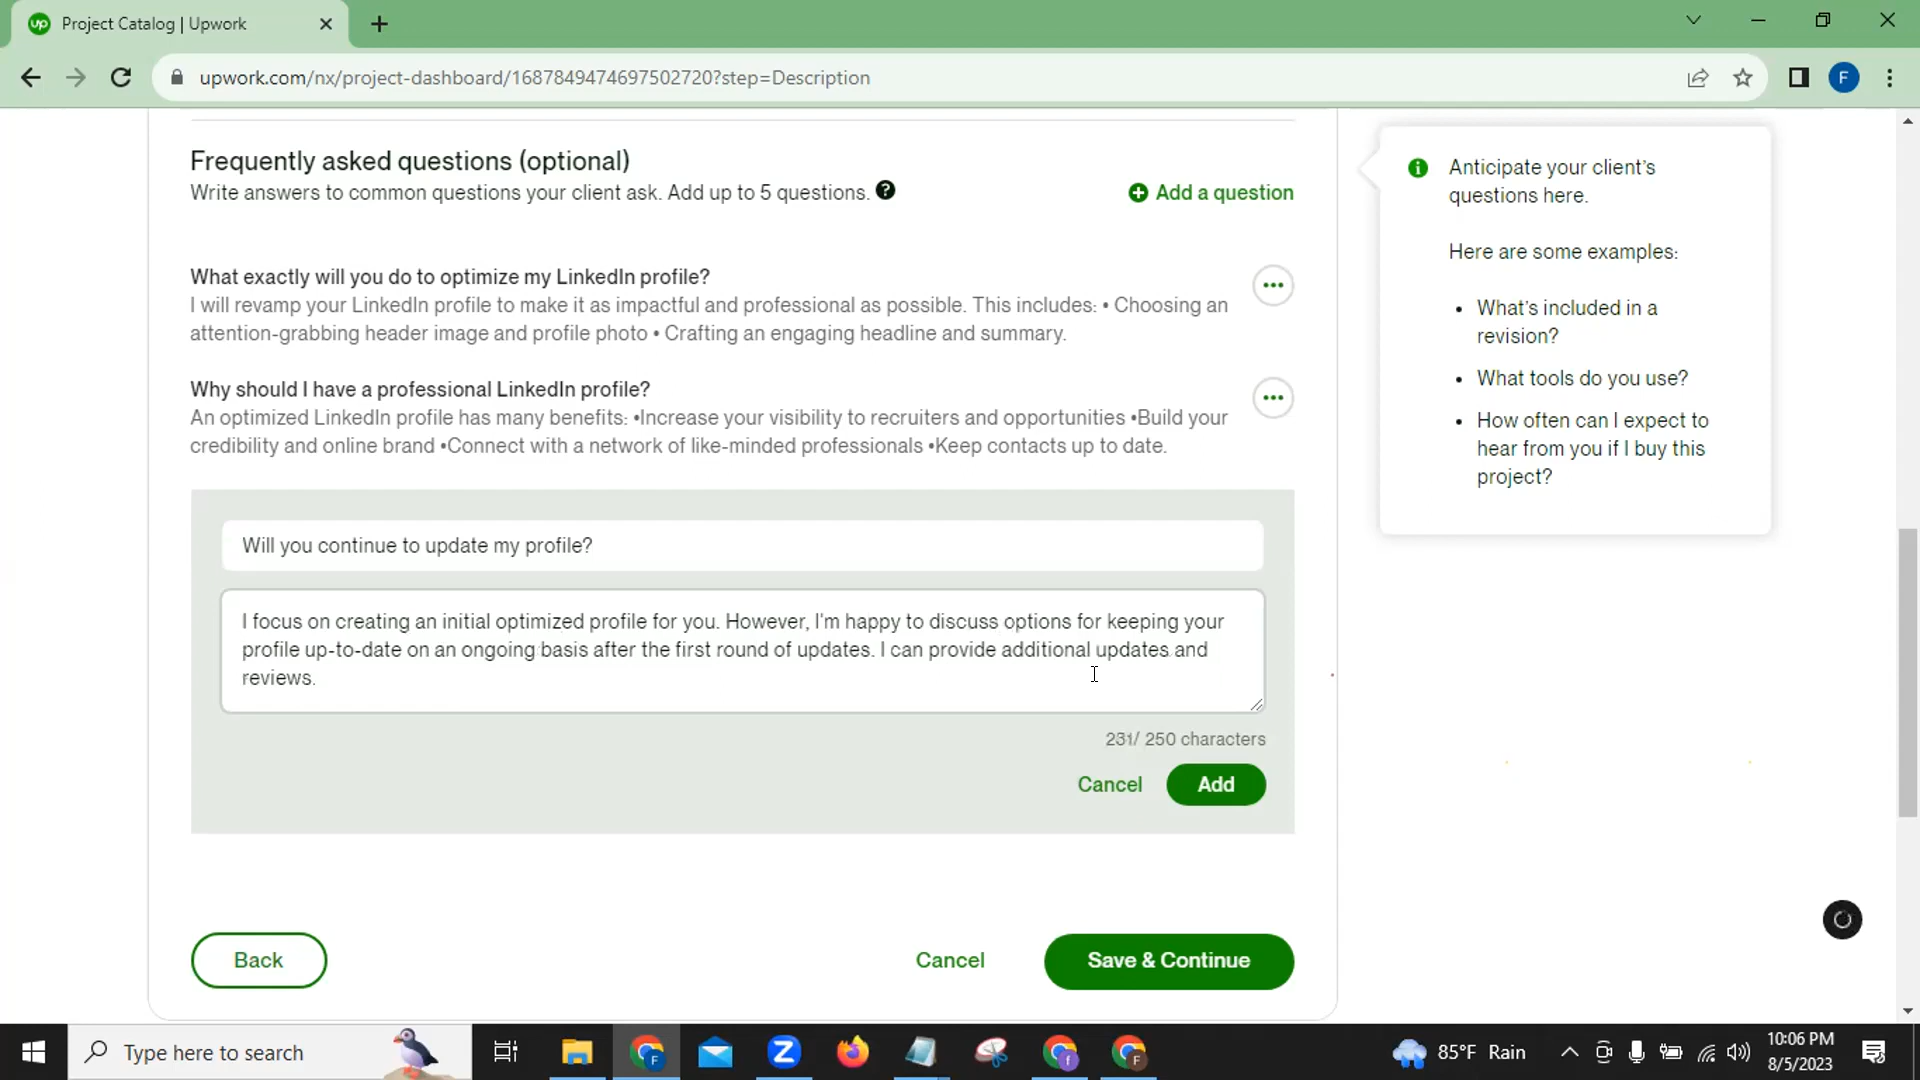 Project Catalog | Upwork
upwork.com/nx/project-dashboard/1687849474697502720?step=Description
F
Frequently asked questions (optional)
Write answers to common questions your client ask. Add up to 5 questions.
Add a question
What exactly will you do to optimize my LinkedIn profile?
I will revamp your LinkedIn profile to make it as impactful and professional as possible. This includes: • Choosing an
attention-grabbing header image and profile photo • Crafting an engaging headline and summary.
Why should I have a professional LinkedIn profile?
An optimized LinkedIn profile has many benefits: •Increase your visibility to recruiters and opportunities •Build your
credibility and online brand •Connect with a network of like-minded professionals •Keep contacts up to date.
Will you continue to update my profile?
I focus on creating an initial optimized profile for you. However, I'm happy to discuss options for keeping your
profile up-to-date on an ongoing basis after the first round of updates. I can provide additional updates and
reviews.
231/ 250 characters
Cancel
Add
Back
Cancel
Save & Continue
Anticipate your client's
questions here.
Here are some examples:
• What's included in a
revision?
• What tools do you use?
• How often can I expect to
hear from you if I buy this
project?
Type here to search
85°F Rain
10:06 PM
8/5/2023